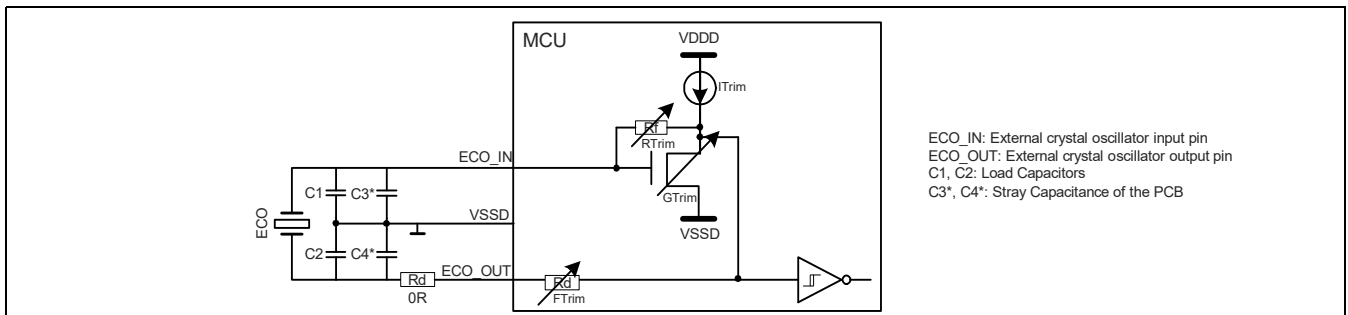 MCU
VDDD
ITrim
Rf
RTrim
ECO_IN
GTrim
C1
C3*
VSSD
VSSD
ECO
C2
C4*
ECO_OUT
Rd
Rd
0R
FTrim
ECO_IN: External crystal oscillator input pin
ECO_OUT: External crystal oscillator output pin
C1, C2: Load Capacitors
C3*, C4*: Stray Capacitance of the PCB